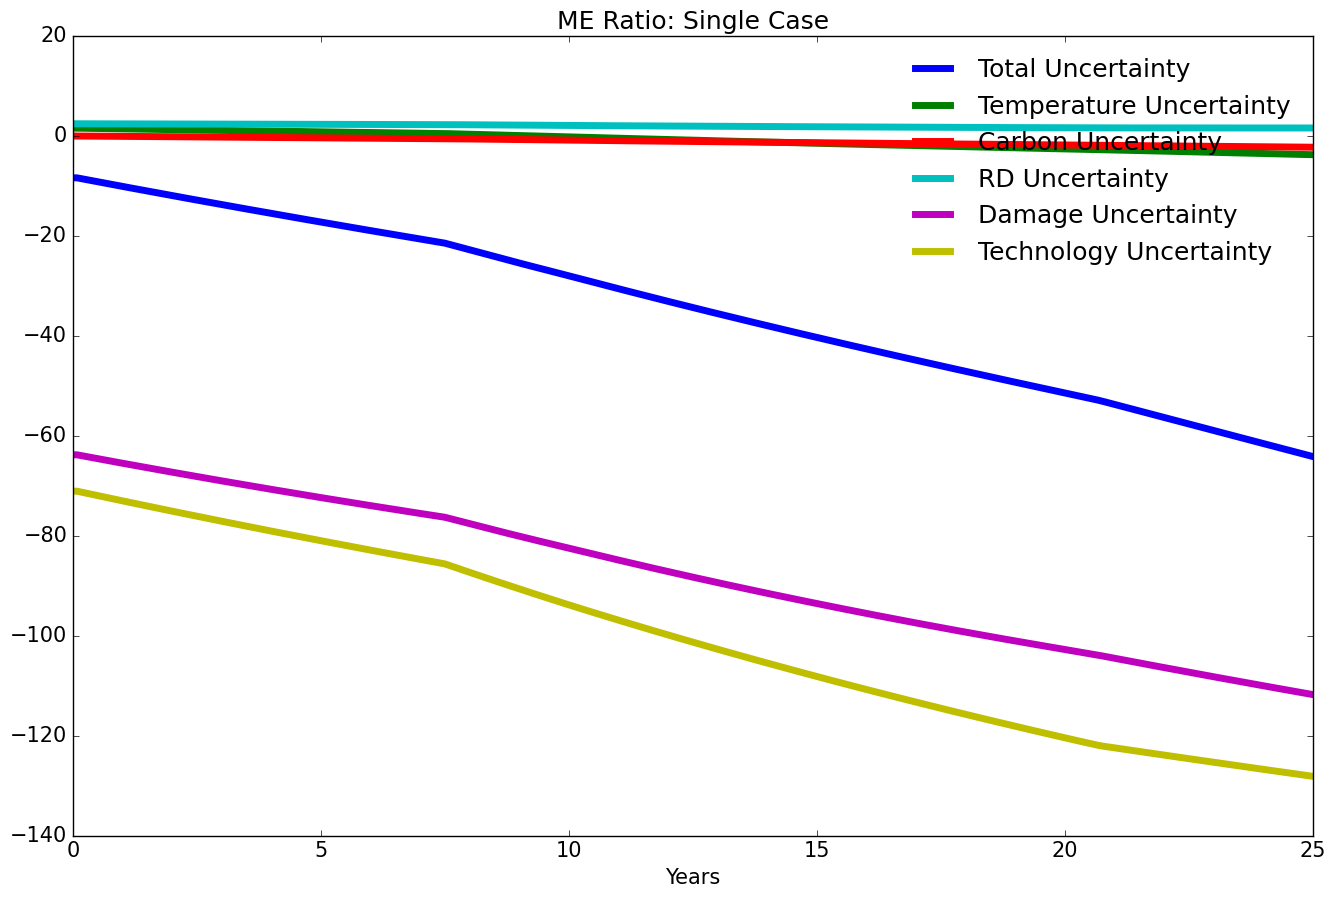 ME Ratio: Single Case
20
0
−20
−40
−60
−80
−100
−120
−140
Total Uncertainty
Temperature Uncertainty
Carbon Uncertainty
RD Uncertainty
Damage Uncertainty
Technology Uncertainty
0 5 10 15 20 25
Years